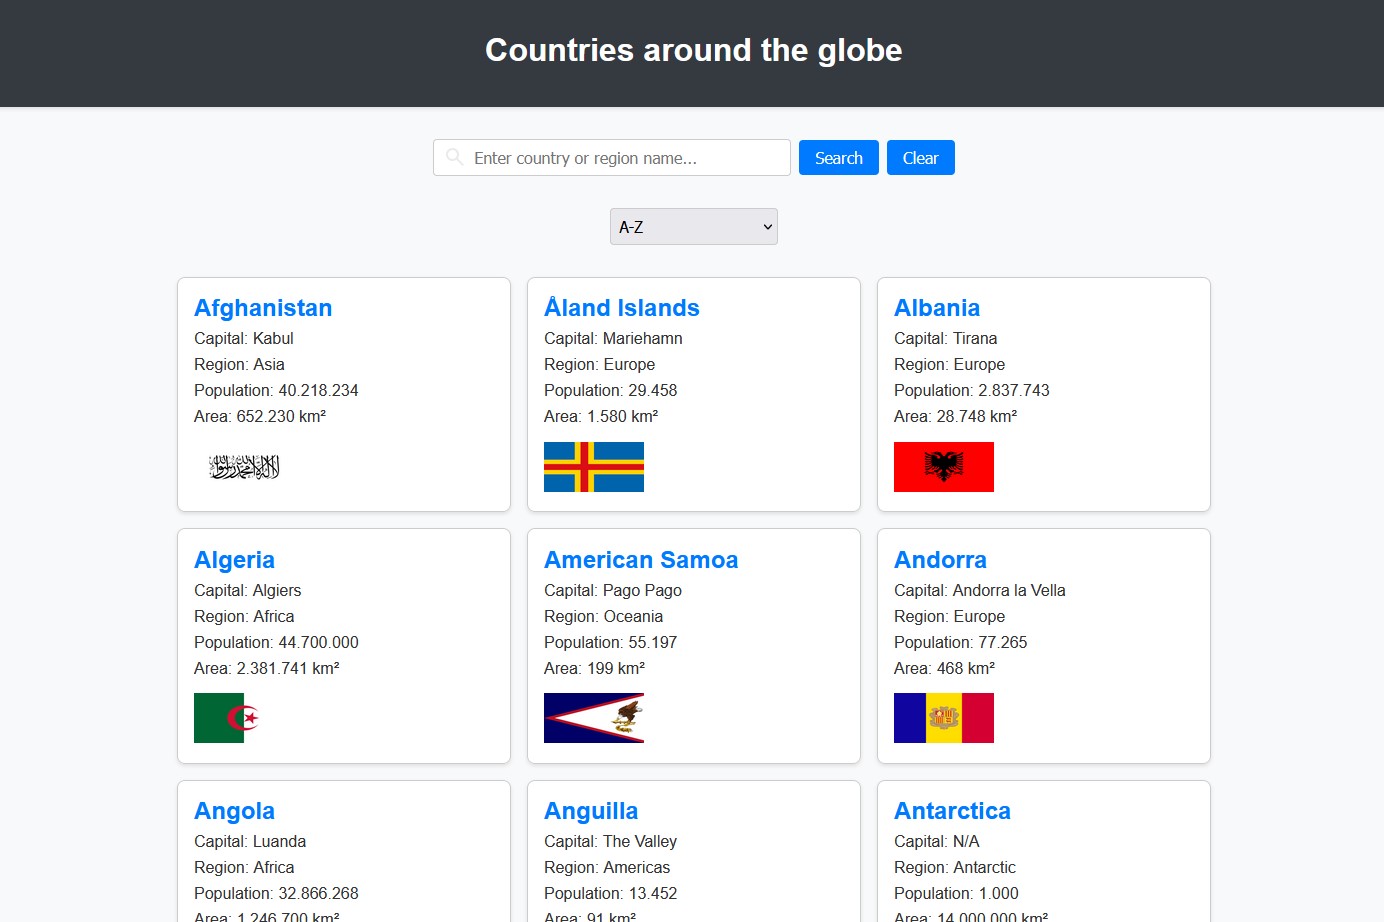 Countries around the globe
Enter country or region name...
Search
Clear
A-Z
Afghanistan
Capital: Kabul
Region: Asia
Population: 40.218.234
Area: 652.230 km²
Åland Islands
Capital: Mariehamn
Region: Europe
Population: 29.458
Area: 1.580 km²
Albania
Capital: Tirana
Region: Europe
Population: 2.837.743
Area: 28.748 km²
Algeria
Capital: Algiers
Region: Africa
Population: 44.700.000
Area: 2.381.741 km²
American Samoa
Capital: Pago Pago
Region: Oceania
Population: 55.197
Area: 199 km²
Andorra
Capital: Andorra la Vella
Region: Europe
Population: 77.265
Area: 468 km²
Angola
Capital: Luanda
Region: Africa
Population: 32.866.268
Area: 1.246.700 km²
Anguilla
Capital: The Valley
Region: Americas
Population: 13.452
Area: 91 km²
Antarctica
Capital: N/A
Region: Antarctic
Population: 1.000
Area: 14.000.000 km²